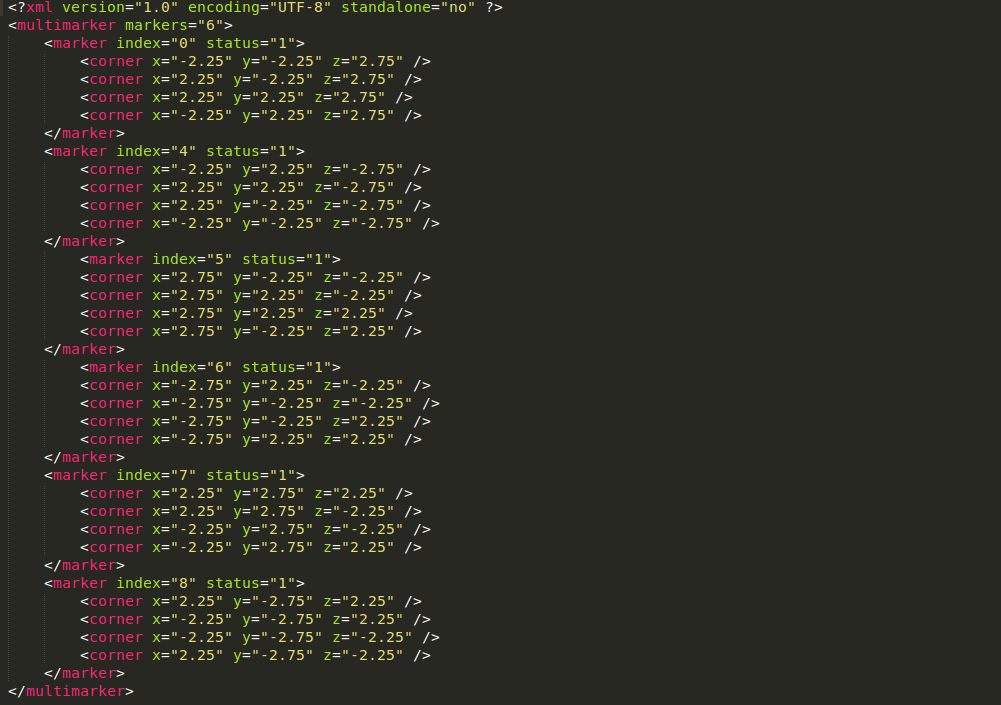 <?xml version="1.0" encoding="UTF-8" standalone="no" ?>
<multimarker markers="6">
    <marker index="0" status="1">
        <corner x="-2.25" y="-2.25" z="2.75" />
        <corner x="2.25" y="-2.25" z="2.75" />
        <corner x="2.25" y="2.25" z="2.75" />
        <corner x="-2.25" y="2.25" z="2.75" />
    </marker>
    <marker index="4" status="1">
        <corner x="-2.25" y="2.25" z="-2.75" />
        <corner x="2.25" y="2.25" z="-2.75" />
        <corner x="2.25" y="-2.25" z="-2.75" />
        <corner x="-2.25" y="-2.25" z="-2.75" />
    </marker>
        <marker index="5" status="1">
        <corner x="2.75" y="-2.25" z="-2.25" />
        <corner x="2.75" y="2.25" z="-2.25" />
        <corner x="2.75" y="2.25" z="2.25" />
        <corner x="2.75" y="-2.25" z="2.25" />
    </marker>
        <marker index="6" status="1">
        <corner x="-2.75" y="2.25" z="-2.25" />
        <corner x="-2.75" y="-2.25" z="-2.25" />
        <corner x="-2.75" y="-2.25" z="2.25" />
        <corner x="-2.75" y="2.25" z="2.25" />
    </marker>
    <marker index="7" status="1">
        <corner x="2.25" y="2.75" z="2.25" />
        <corner x="2.25" y="2.75" z="-2.25" />
        <corner x="-2.25" y="2.75" z="-2.25" />
        <corner x="-2.25" y="2.75" z="2.25" />
    </marker>
    <marker index="8" status="1">
        <corner x="2.25" y="-2.75" z="2.25" />
        <corner x="-2.25" y="-2.75" z="2.25" />
        <corner x="-2.25" y="-2.75" z="-2.25" />
        <corner x="2.25" y="-2.75" z="-2.25" />
    </marker>
</multimarker>